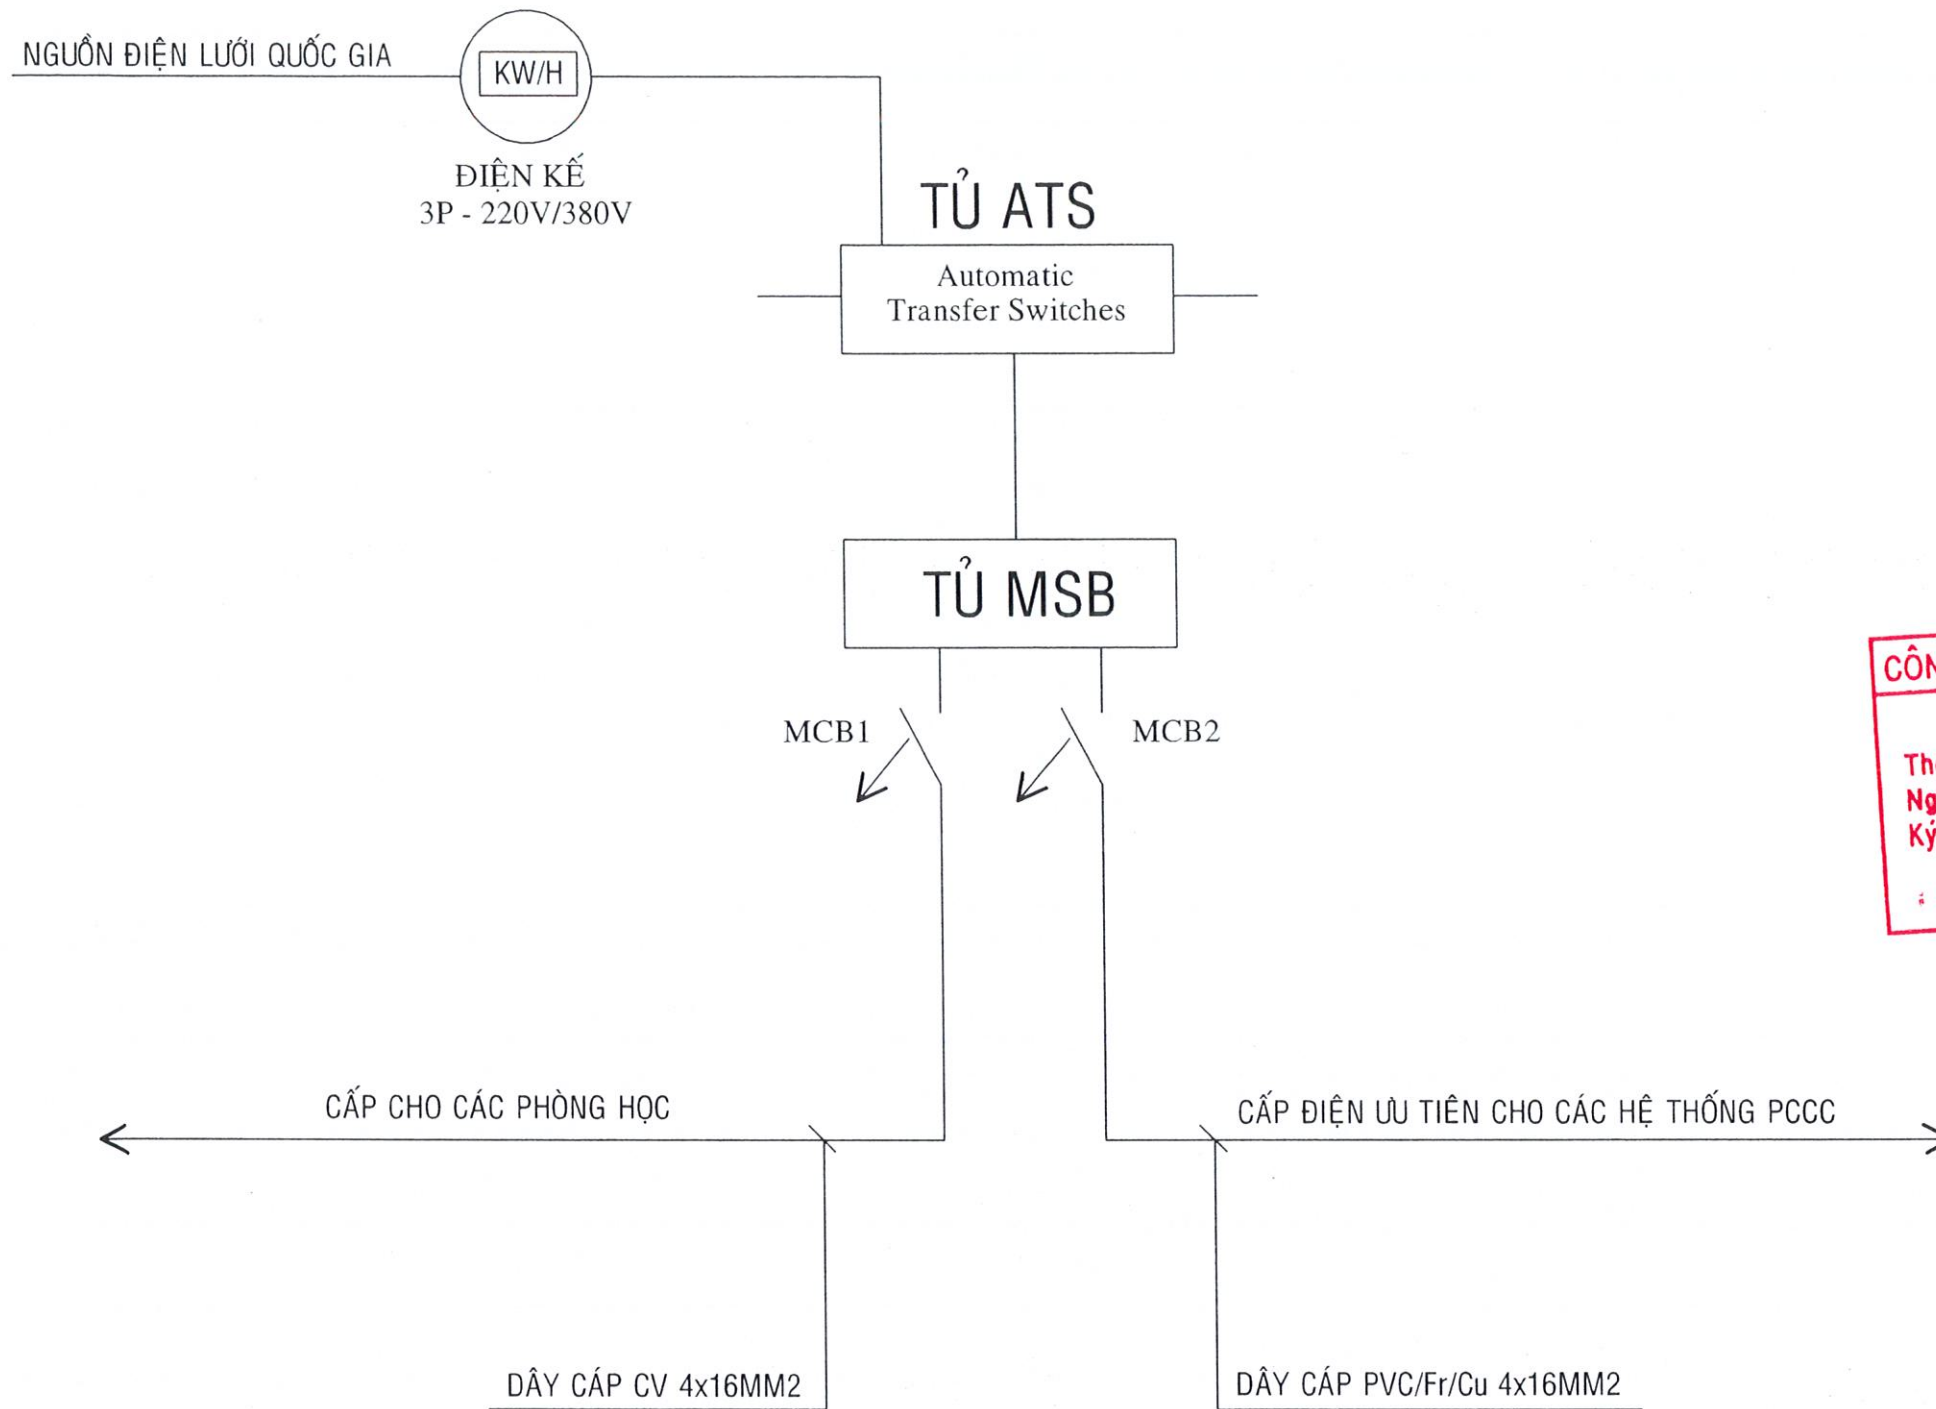 NGUỒN ĐIỆN LƯỚI QUỐC GIA
KW/H
ĐIỆN KẾ
3P - 220V/380V
TỦ ATS
Automatic
Transfer Switches
TỦ MSB
MCB1
MCB2
CẤP CHO CÁC PHÒNG HỌC
CẤP ĐIỆN ƯU TIÊN CHO CÁC HỆ THỐNG PCCC
DÂY CÁP CV 4x16MM2
DÂY CÁP PVC/Fr/Cu 4x16MM2
Ký